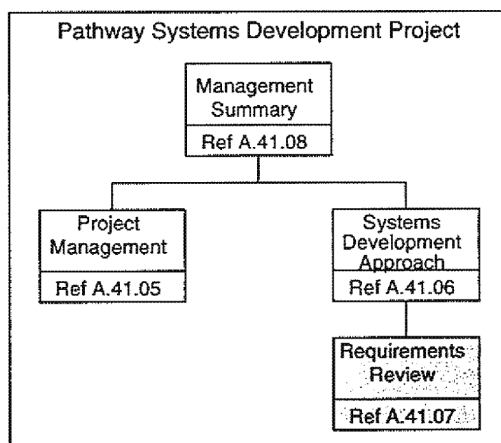 Pathway Systems Development Project
Management
Summary
Ref A.41.08
Project
Management
Ref A.41.05
Systems
Development
Approach
Ref A.41.06
Requirements
Review
Ref A.41.07